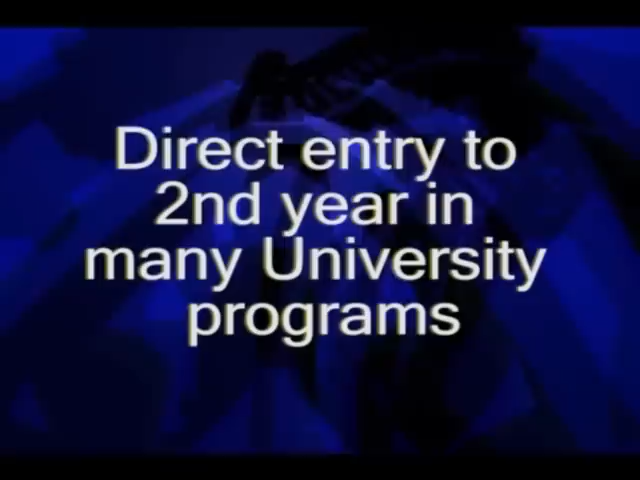 Direct entry to
2nd year in
many University
programs